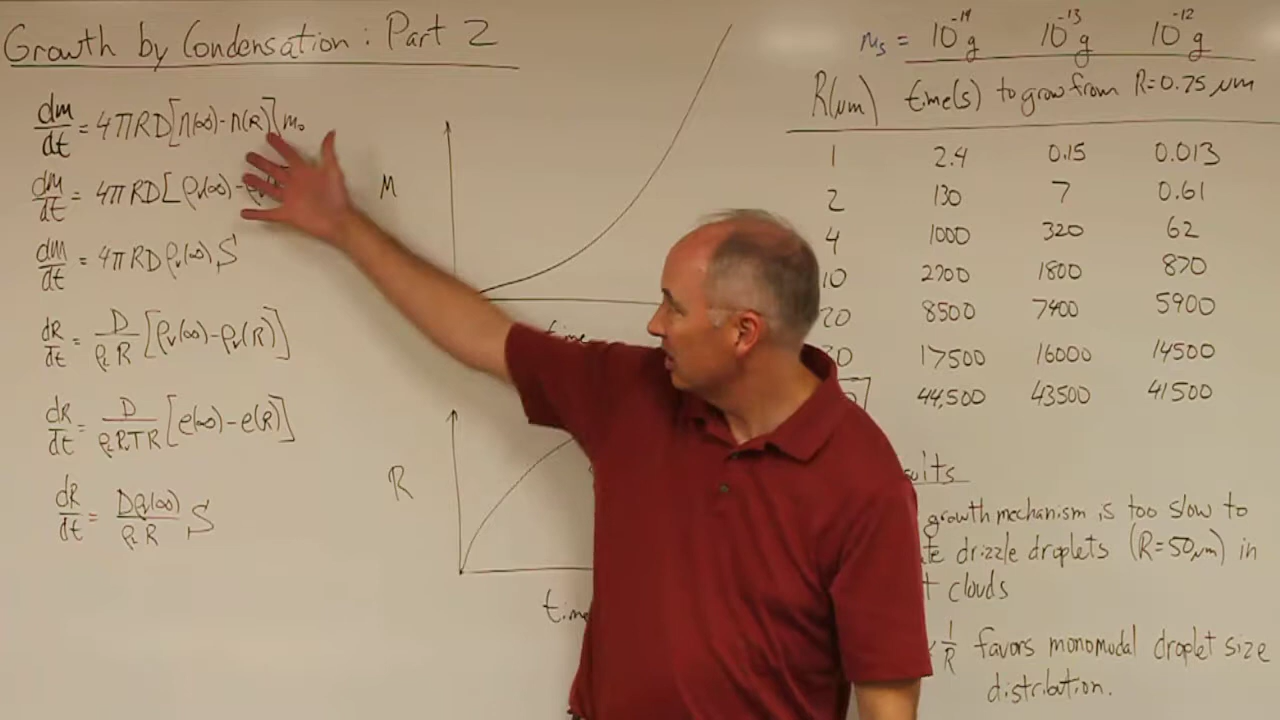 Growth by Condensation: Part 2
dm/dt = 4πRD[n(∞)-n(R)]m₀
dm/dt = 4πRD[ρᵥ(∞)-
dm/dt = 4πRDρᵥ(∞)S
dR/dt = D/(ρ_L R) [ρᵥ(∞)-ρᵥ(R)]
dR/dt = D/(ρ_L RᵥTR) [e(∞)-e(R)]
dR/dt = Dρᵥ(∞)/(ρ_L R) S
M
time
R
time
mₛ = 10⁻¹⁴g 10⁻¹³g 10⁻¹²g
R(μm) time(s) to grow from R=0.75 μm
1 2.4 0.15 0.013
2 130 7 0.61
4 1000 320 62
10 2700 1800 870
20 8500 7400 5900
30 17500 16000 14500
44,500 43500 41500
growth mechanism is too slow to
drizzle droplets (R=50μm) in
clouds
1/R favors monomodal droplet size
distribution.